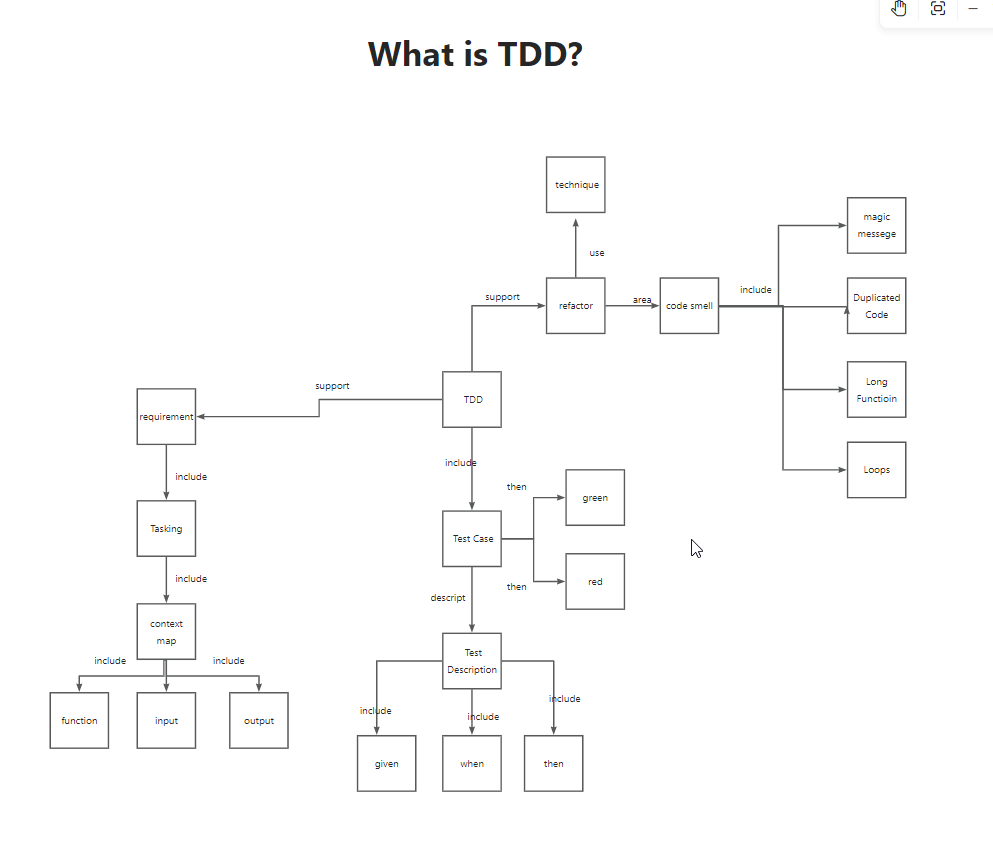 What is TDD?
technique
use
magic
messege
support
refactor
area
code smell
include
Duplicated
Code
support
TDD
Long
Functioin
requirement
include
Loops
include
then
green
Tasking
Test Case
include
then
red
descript
context
map
Test
Description
include
include
include
include
include
function
input
output
given
when
then